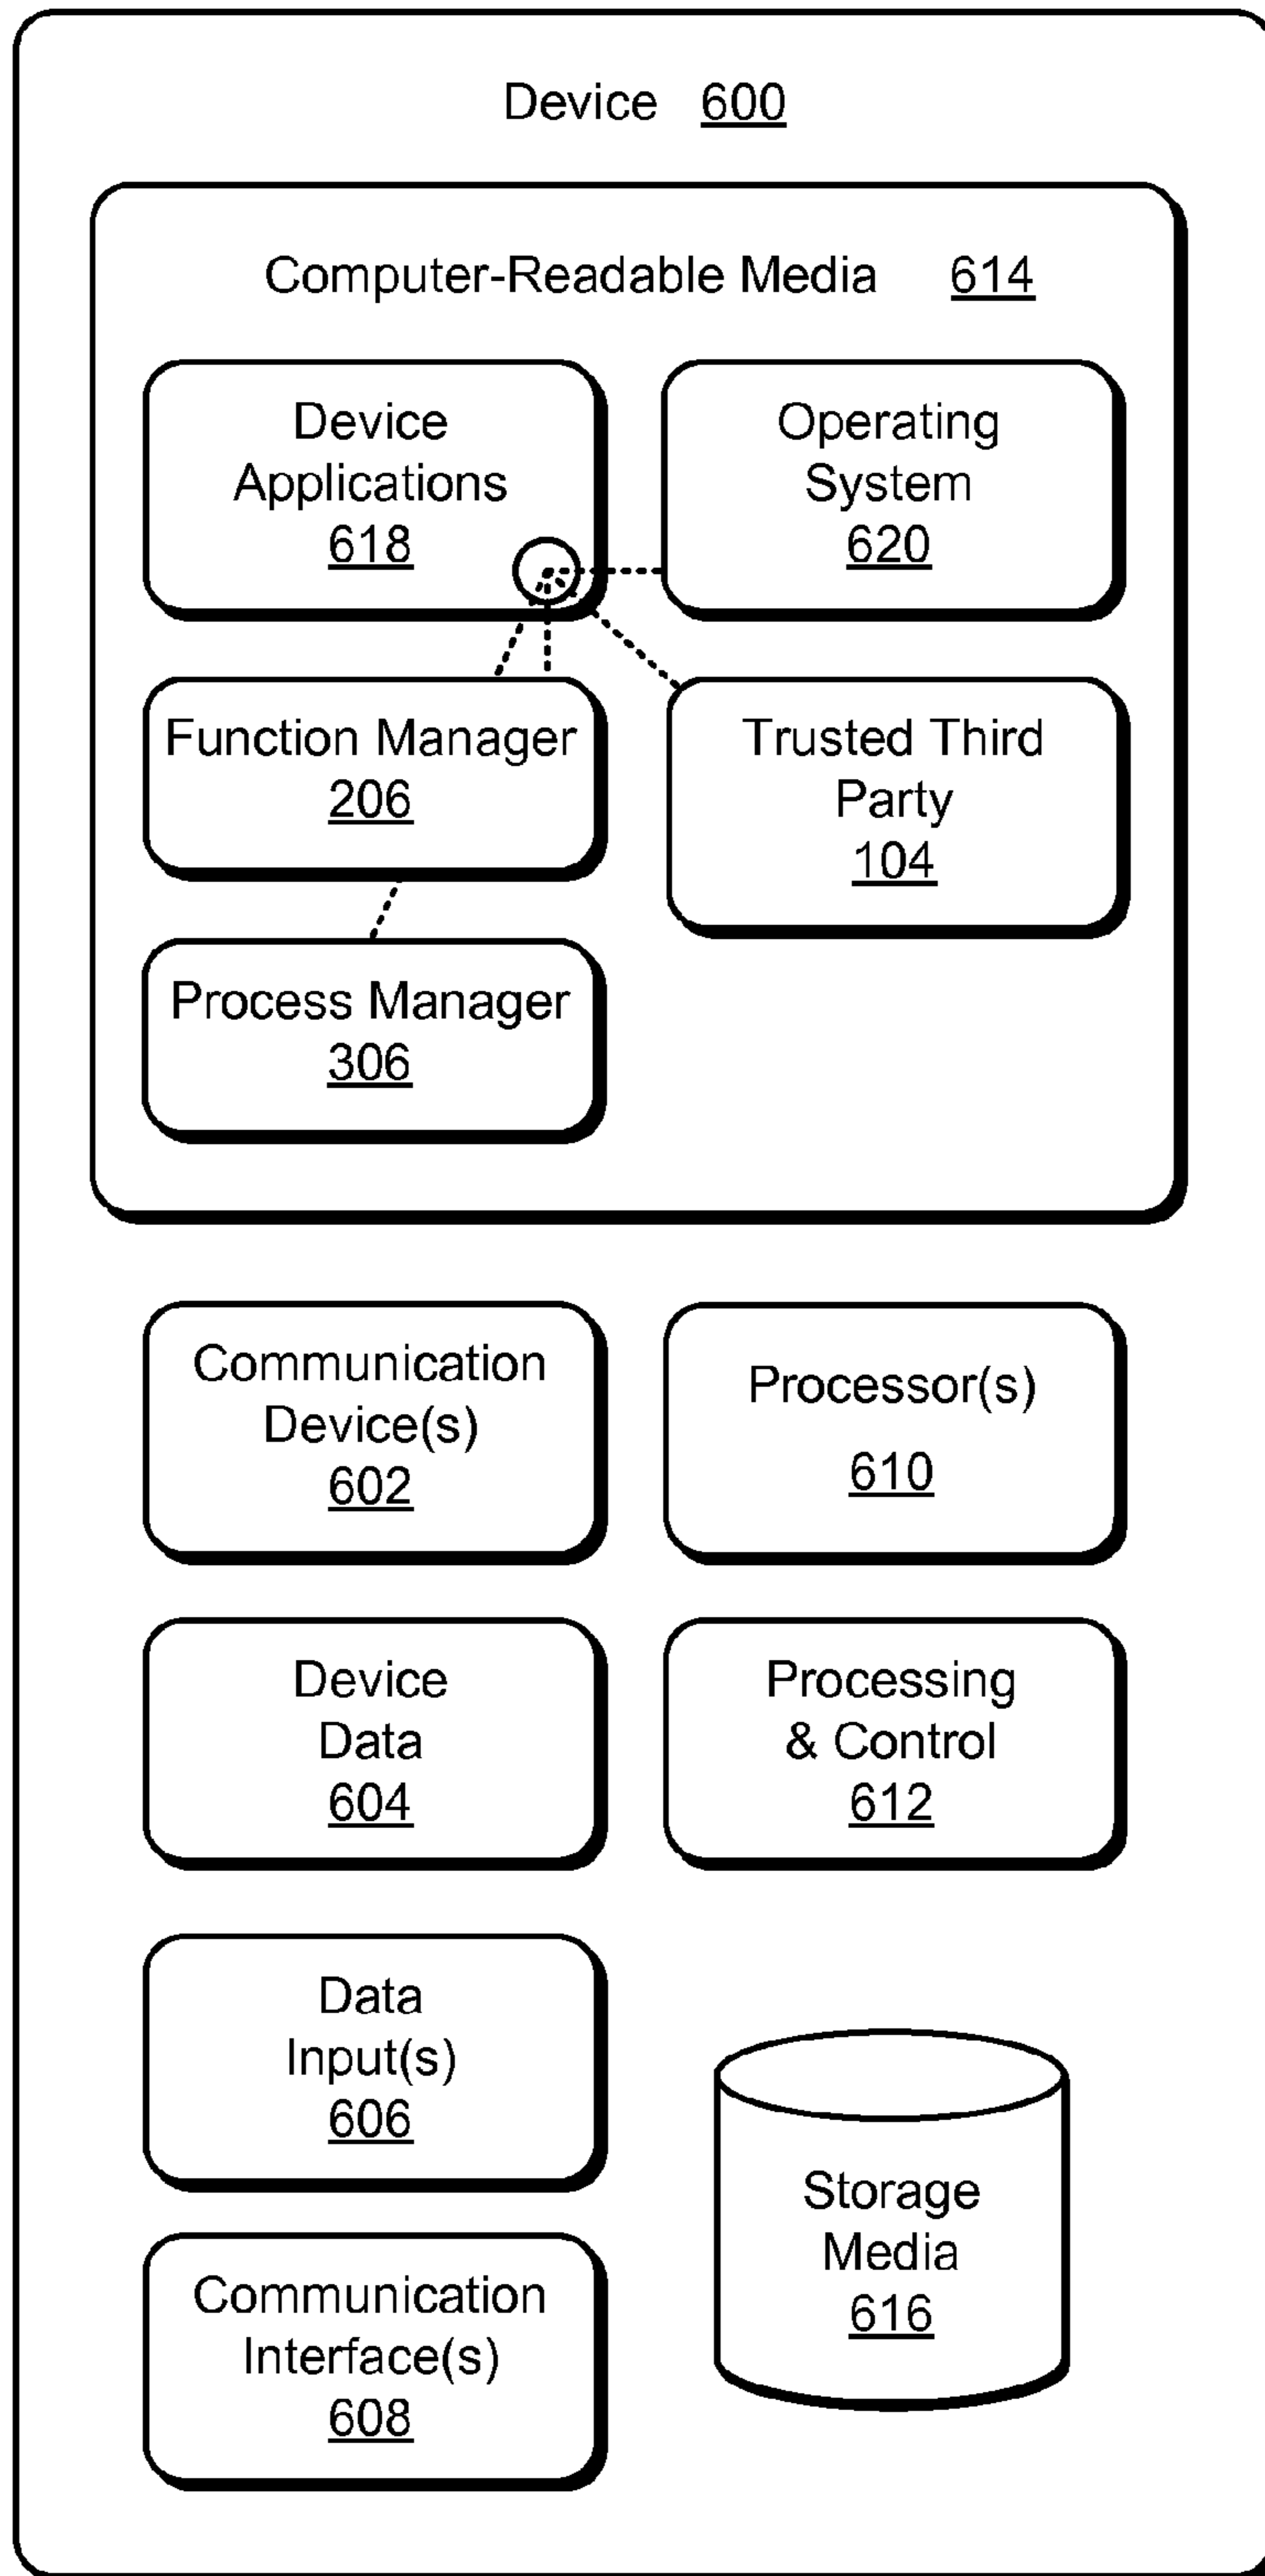 Device 600
Computer-Readable Media 614
Device
Applications
618
Operating
System
620
Function Manager
206
Trusted Third
Party
104
Process Manager
306
Communication
Device(s)
602
Processor(s)
610
Device
Data
604
Processing
& Control
612
Data
Input(s)
606
Storage
Media
616
Communication
Interface(s)
608